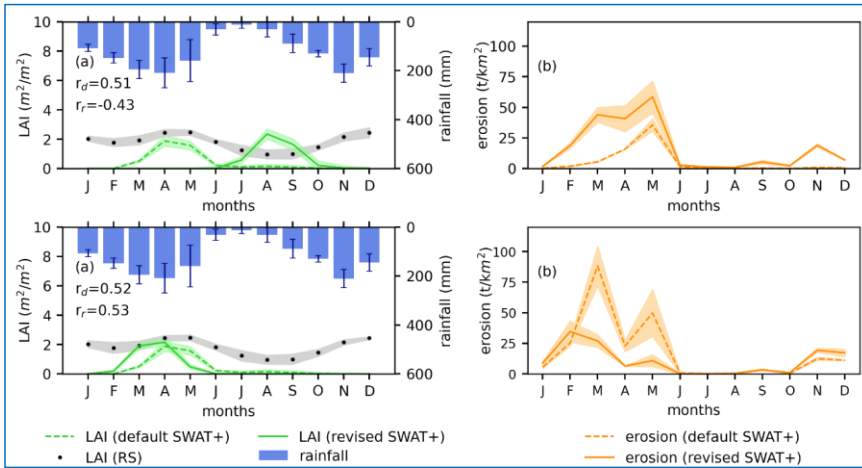 10
8
6
4
2
0
LAI (m²/m²)
(a)
r_d=0.51
r_r=-0.43
0
200
400
600
rainfall (mm)
J F M A M J J A S O N D
months
100
75
50
25
0
erosion (t/km²)
(b)
J F M A M J J A S O N D
months
10
8
6
4
2
0
LAI (m²/m²)
(a)
r_d=0.52
r_r=0.53
0
200
400
600
rainfall (mm)
J F M A M J J A S O N D
months
100
75
50
25
0
erosion (t/km²)
(b)
J F M A M J J A S O N D
months
LAI (default SWAT+)
LAI (revised SWAT+)
LAI (RS)
rainfall
erosion (default SWAT+)
erosion (revised SWAT+)